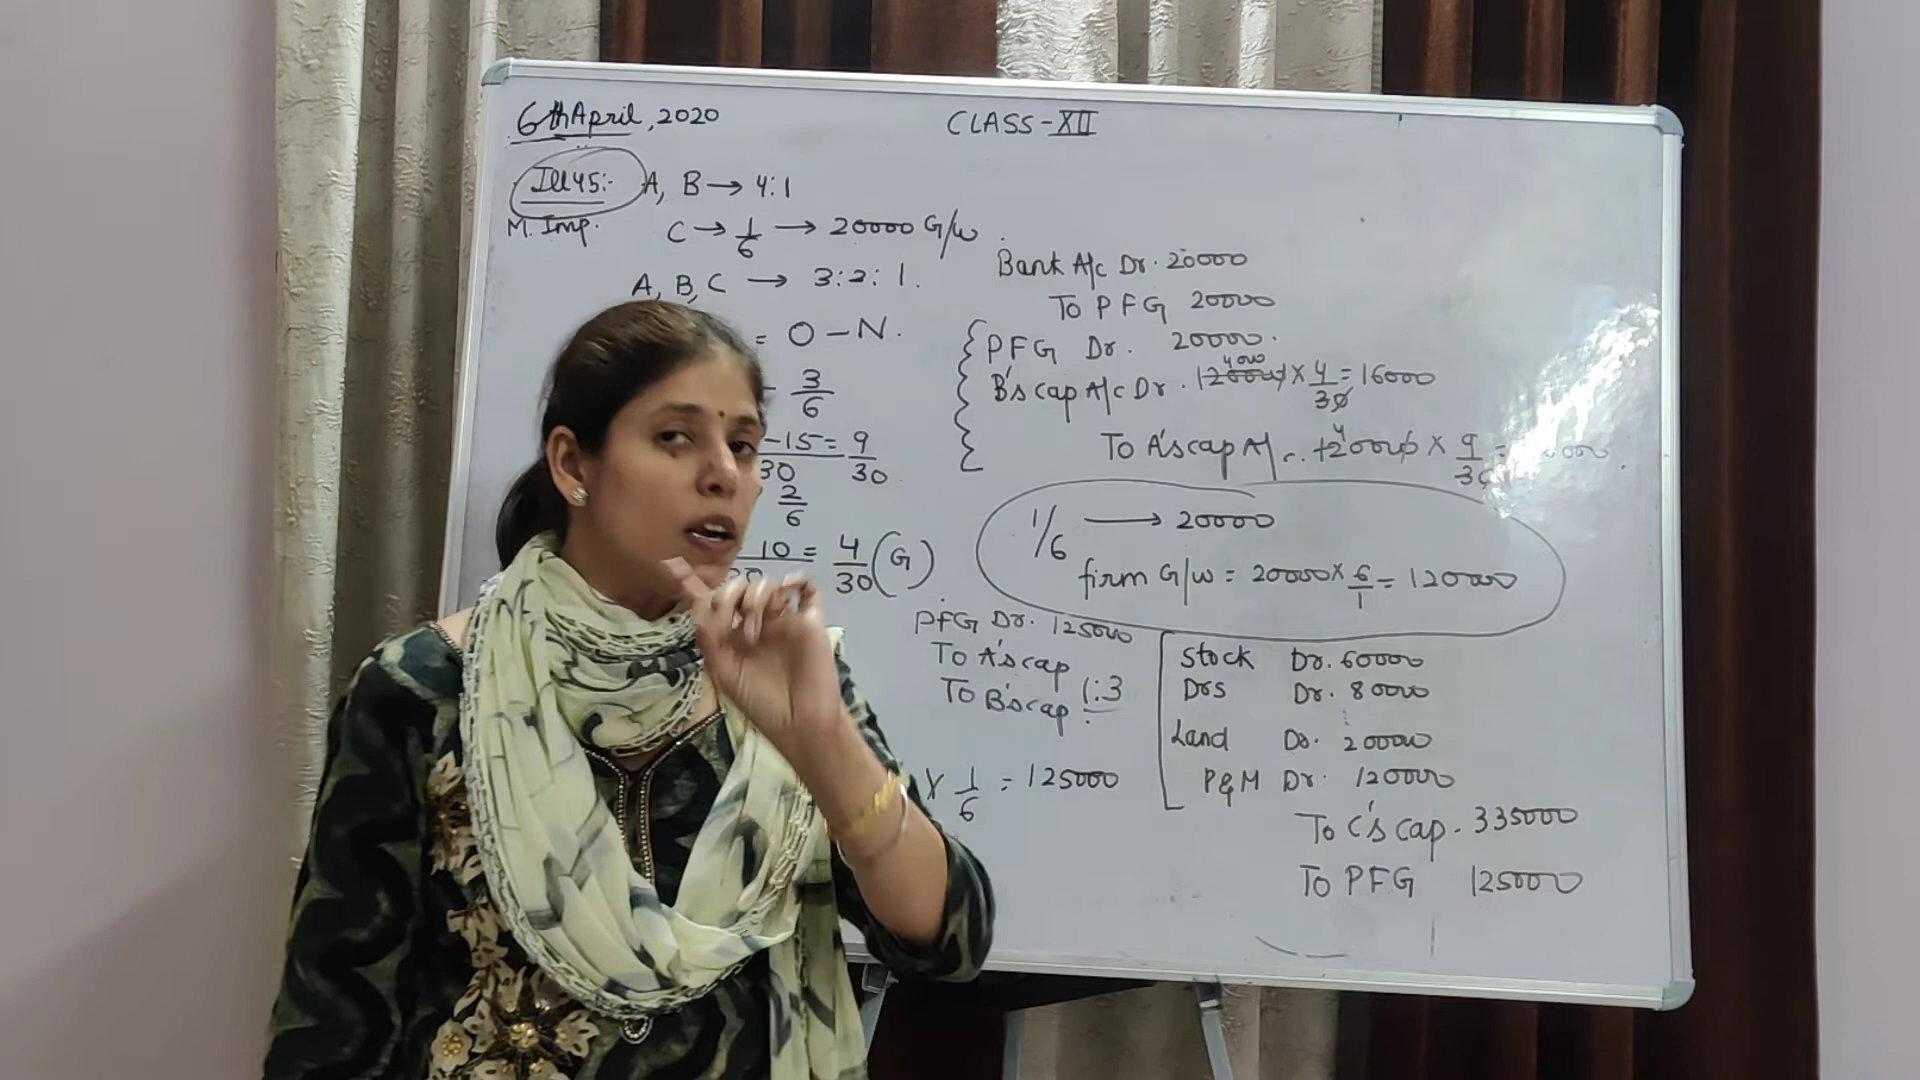 6th April, 2020
CLASS - XII
Ill 45:- A, B → 4:1
M. Imp.
C → 1/6 → 20000 G/w
A, B, C → 3:2:1.
= O - N.
- 3/6
-15 = 9/30
30
2/6
10 = 4/30 (G)
Bank A/c Dr. 20000
To PFG 20000
PFG Dr. 20000.
B's cap A/c Dr. 120000 4000 × 4/30 = 16000
To A's cap A/c. 120000 4 × 9/30 =
1/6 → 20000
firm G/w = 20000 × 6/1 = 120000
PFG Dr. 125000
To A's cap
To B's cap 1:3
× 1/6 = 125000
Stock Dr. 60000
Drs Dr. 80000
Land Dr. 200000
P&M Dr. 120000
To C's cap. 335000
To PFG 125000